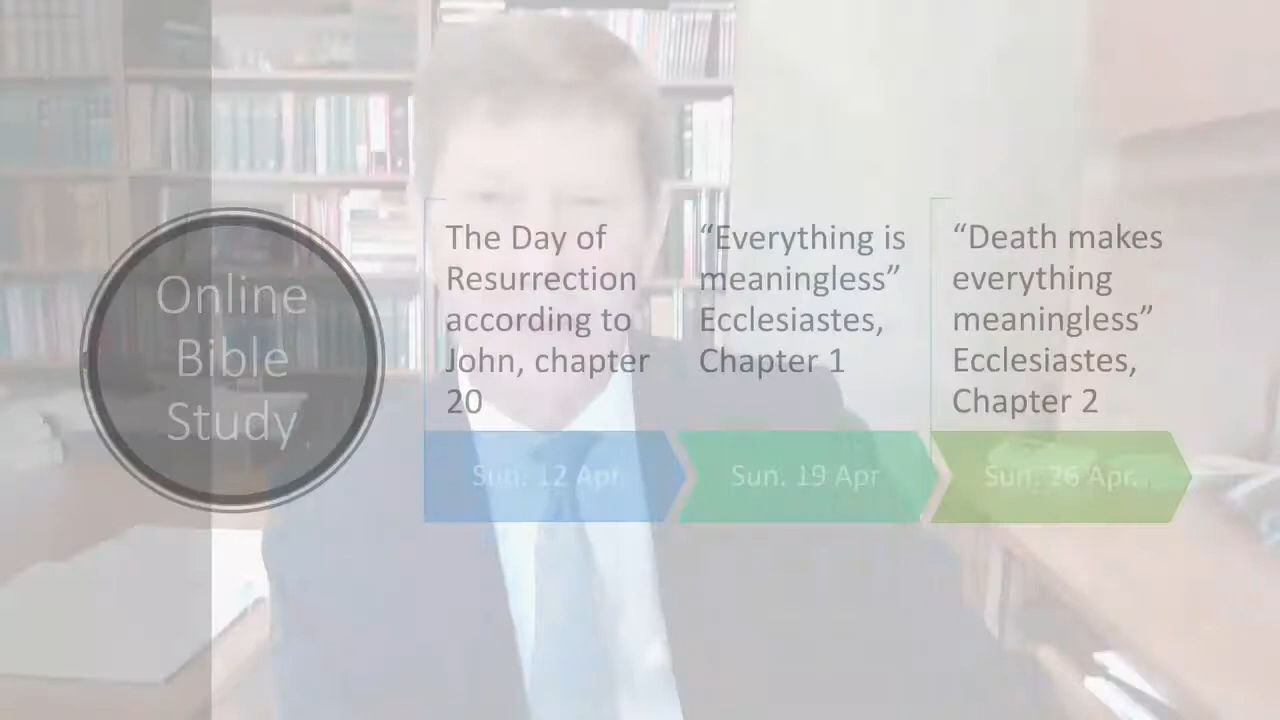 Online
Bible
Study
The Day of
Resurrection
according to
John, chapter
20
Sun. 12 Apr.
“Everything is
meaningless”
Ecclesiastes,
Chapter 1
Sun. 19 Apr
“Death makes
everything
meaningless”
Ecclesiastes,
Chapter 2
Sun. 26 Apr.